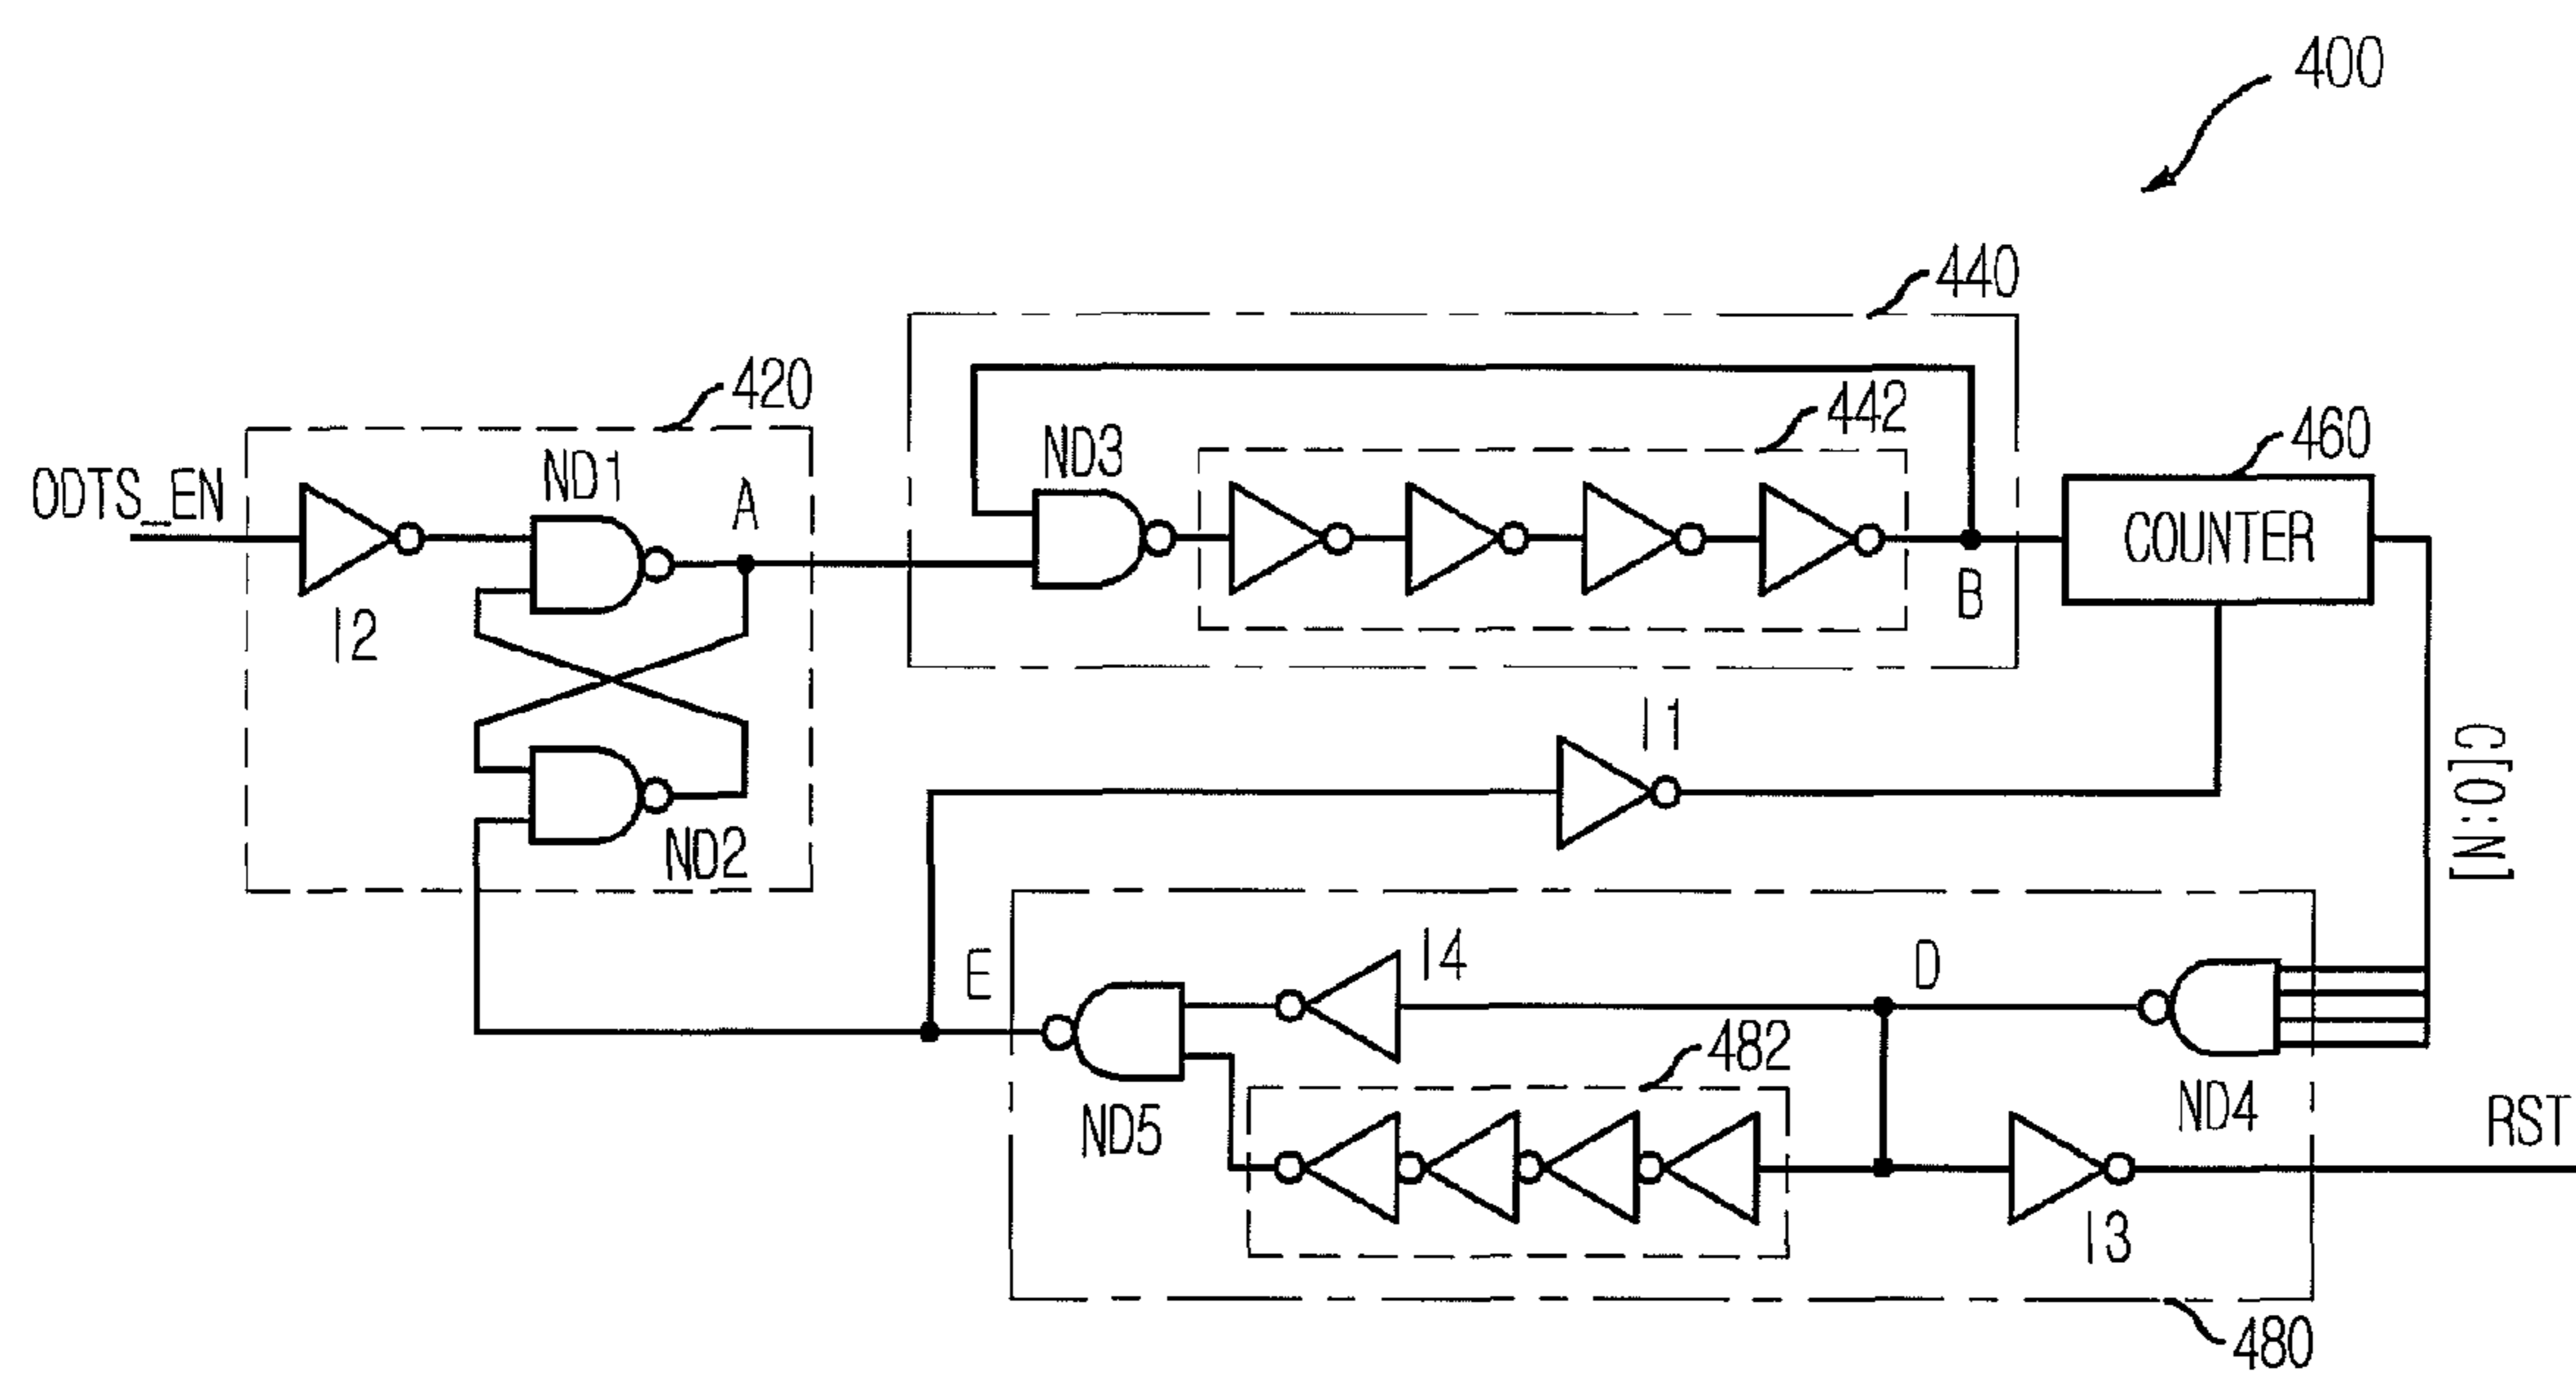 400
440
420
442
460
ND1
ND3
ODTS_EN
A
COUNTER
B
I2
I1
C[0:N]
ND2
E
I4
D
482
ND5
ND4
RST
I3
480